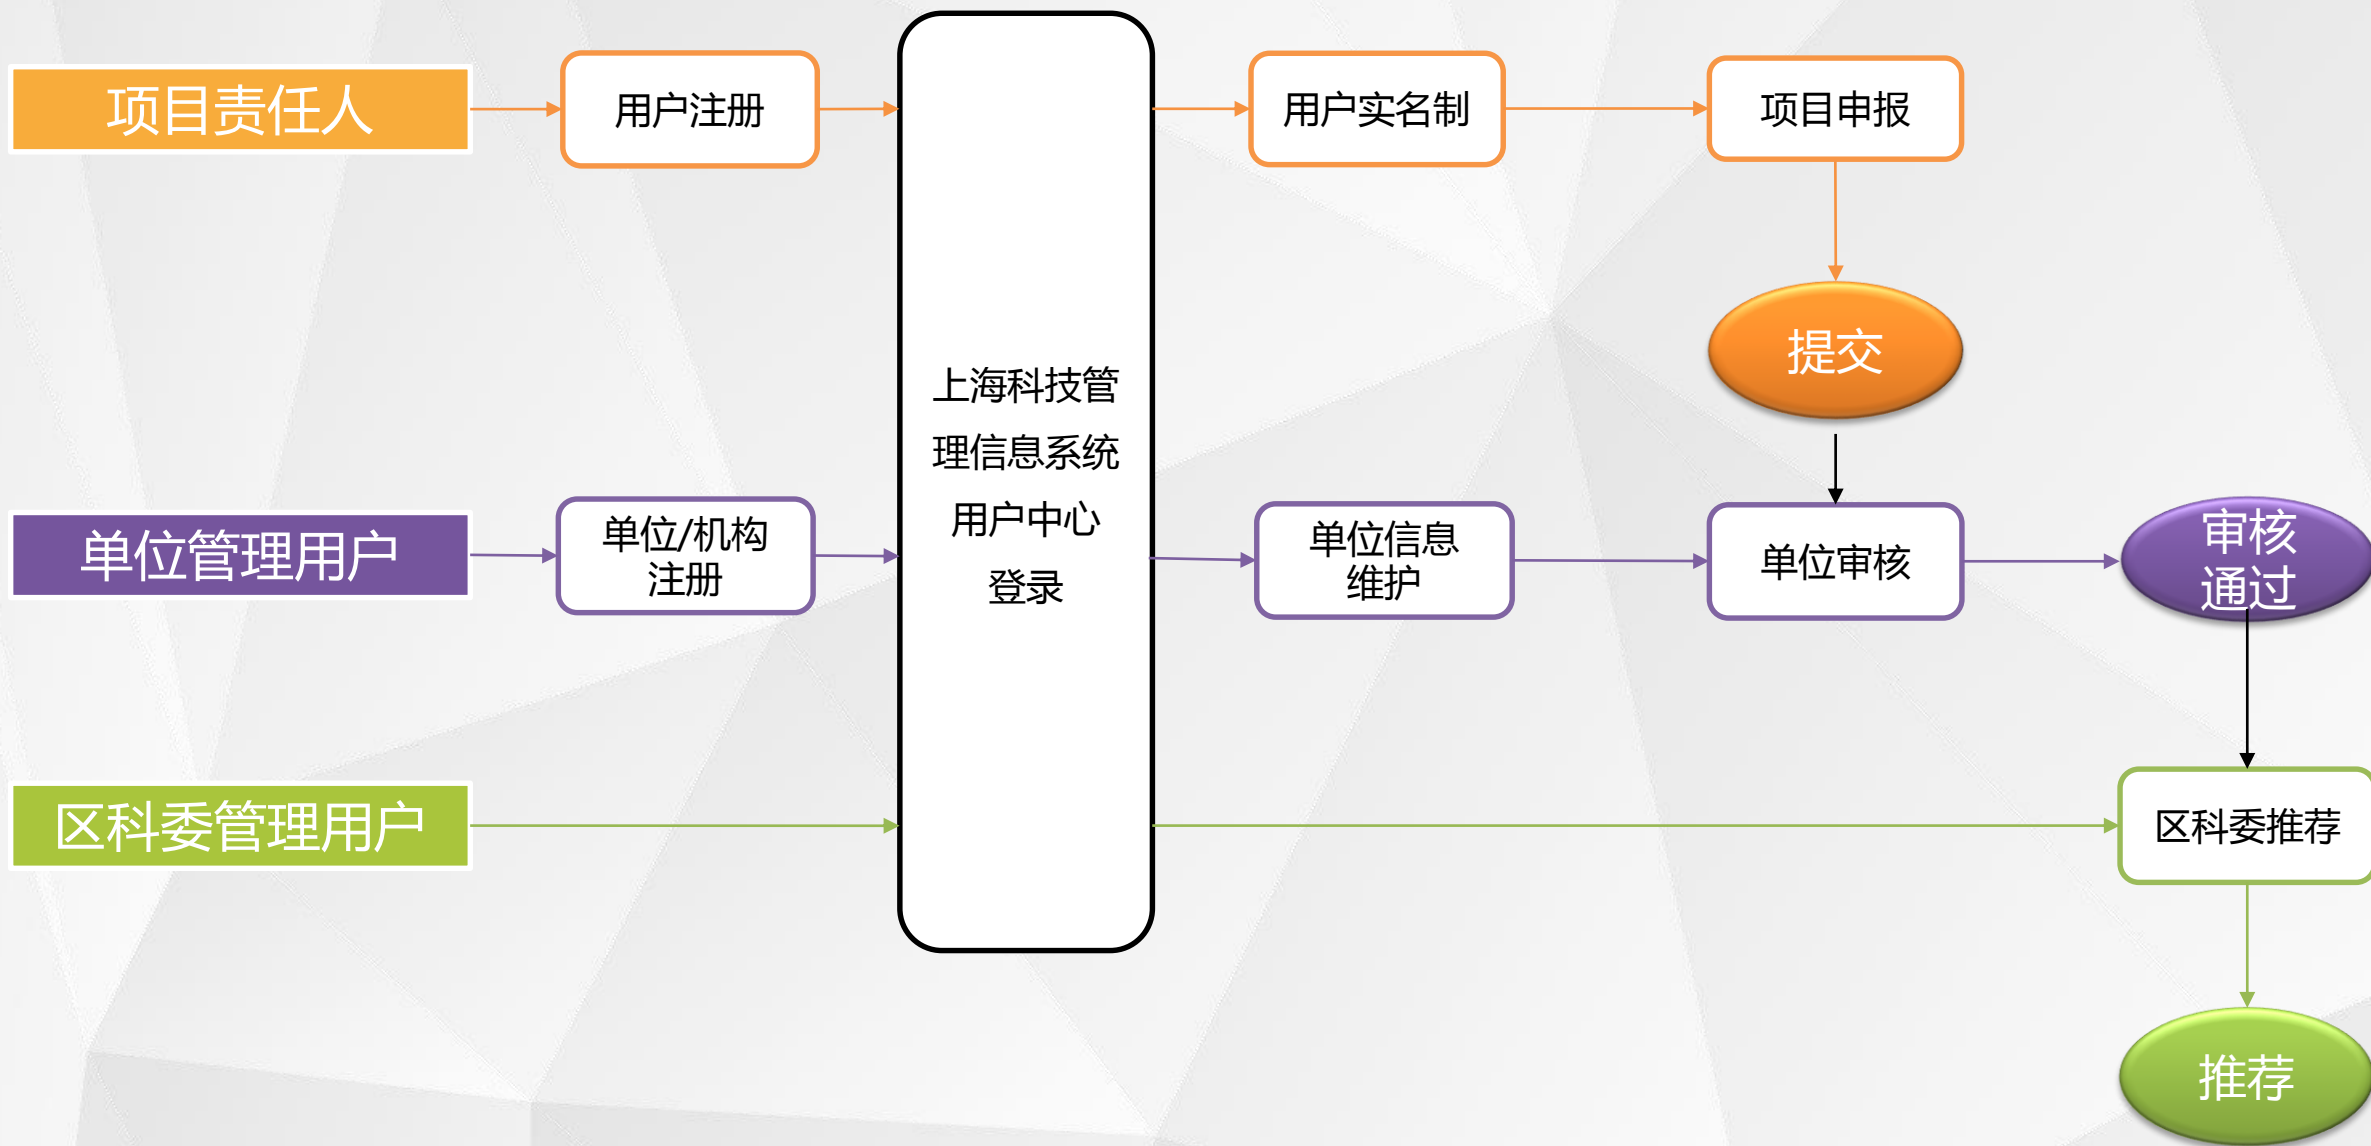 项目责任人
用户注册
用户实名制
项目申报
提交
上海科技管
理信息系统
用户中心
登录
单位管理用户
单位/机构
注册
单位信息
维护
单位审核
审核
通过
区科委管理用户
区科委推荐
推荐